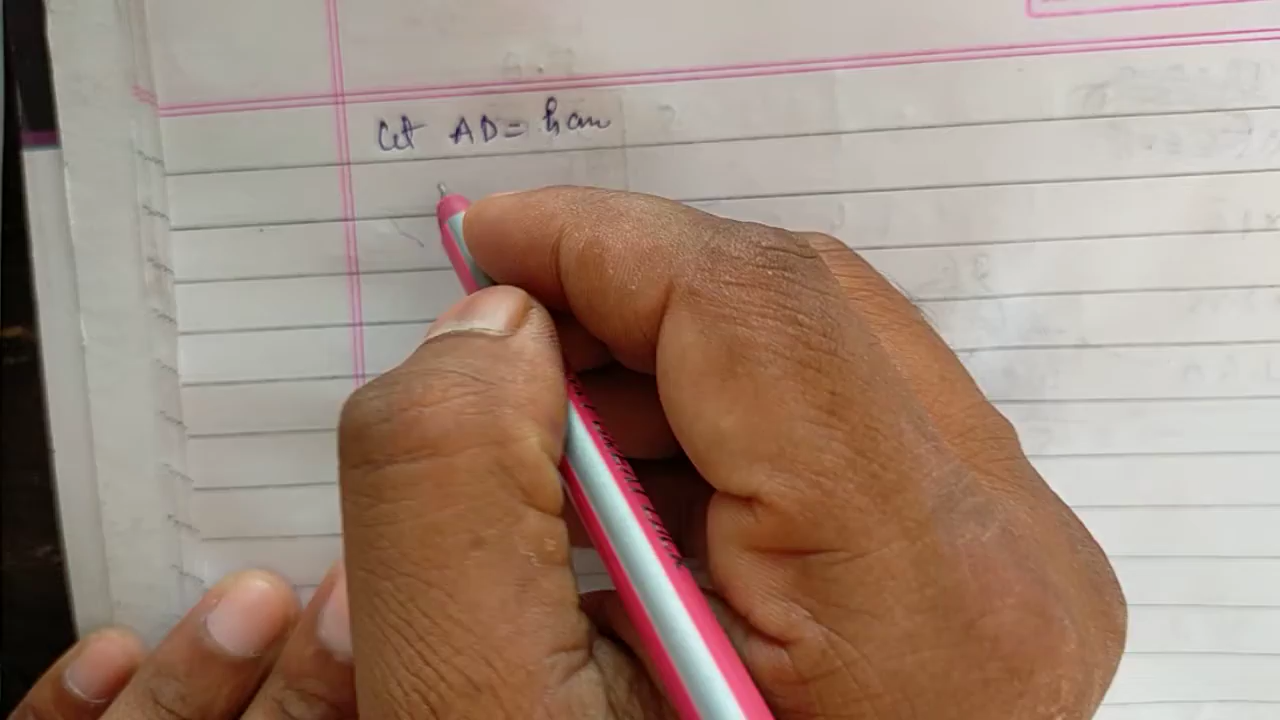 Let AD = h cm